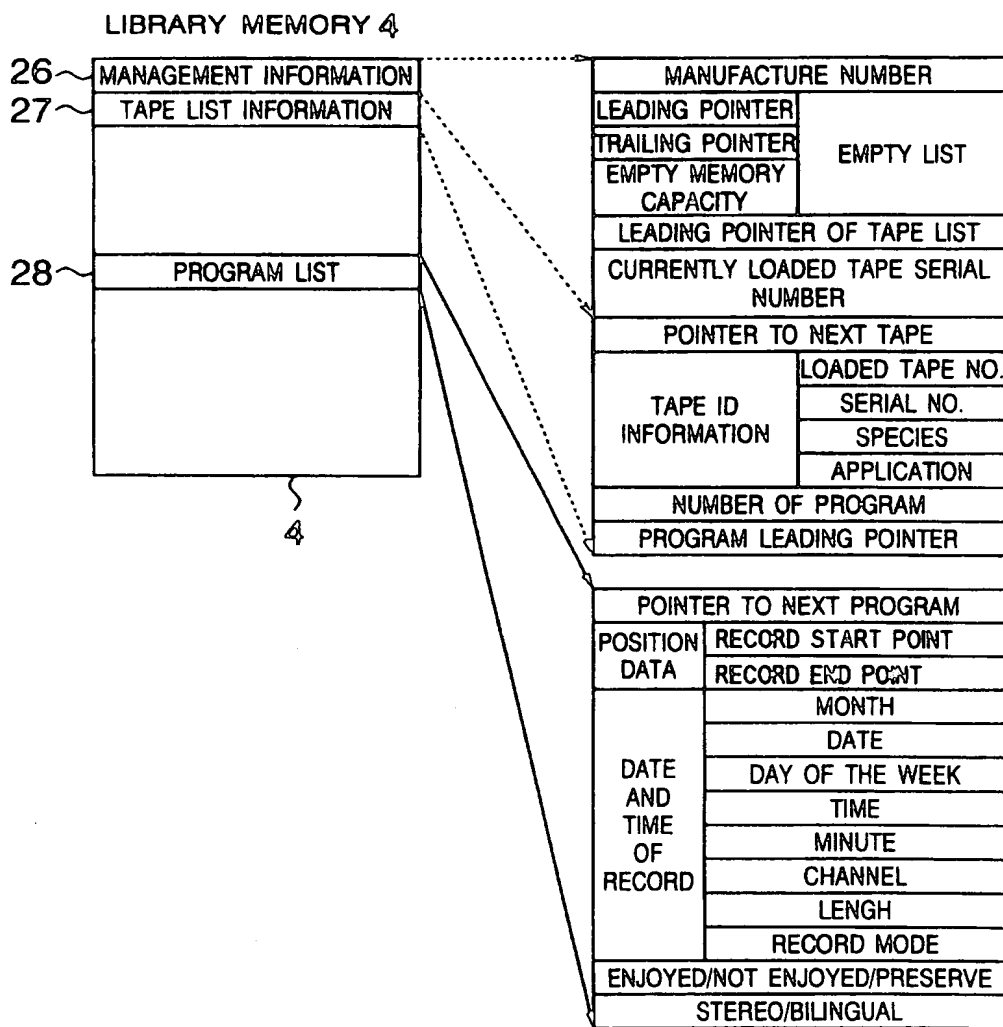 LIBRARY MEMORY 4
26
MANAGEMENT INFORMATION
27
TAPE LIST INFORMATION
28
PROGRAM LIST
4
MANUFACTURE NUMBER
LEADING POINTER
TRAILING POINTER
EMPTY MEMORY
CAPACITY
EMPTY LIST
LEADING POINTER OF TAPE LIST
CURRENTLY LOADED TAPE SERIAL
NUMBER
POINTER TO NEXT TAPE
TAPE ID
INFORMATION
LOADED TAPE NO.
SERIAL NO.
SPECIES
APPLICATION
NUMBER OF PROGRAM
PROGRAM LEADING POINTER
POINTER TO NEXT PROGRAM
POSITION
DATA
RECORD START POINT
RECORD END POINT
DATE
AND
TIME
OF
RECORD
MONTH
DATE
DAY OF THE WEEK
TIME
MINUTE
CHANNEL
LENGH
RECORD MODE
ENJOYED/NOT ENJOYED/PRESERVE
STEREO/BILINGUAL